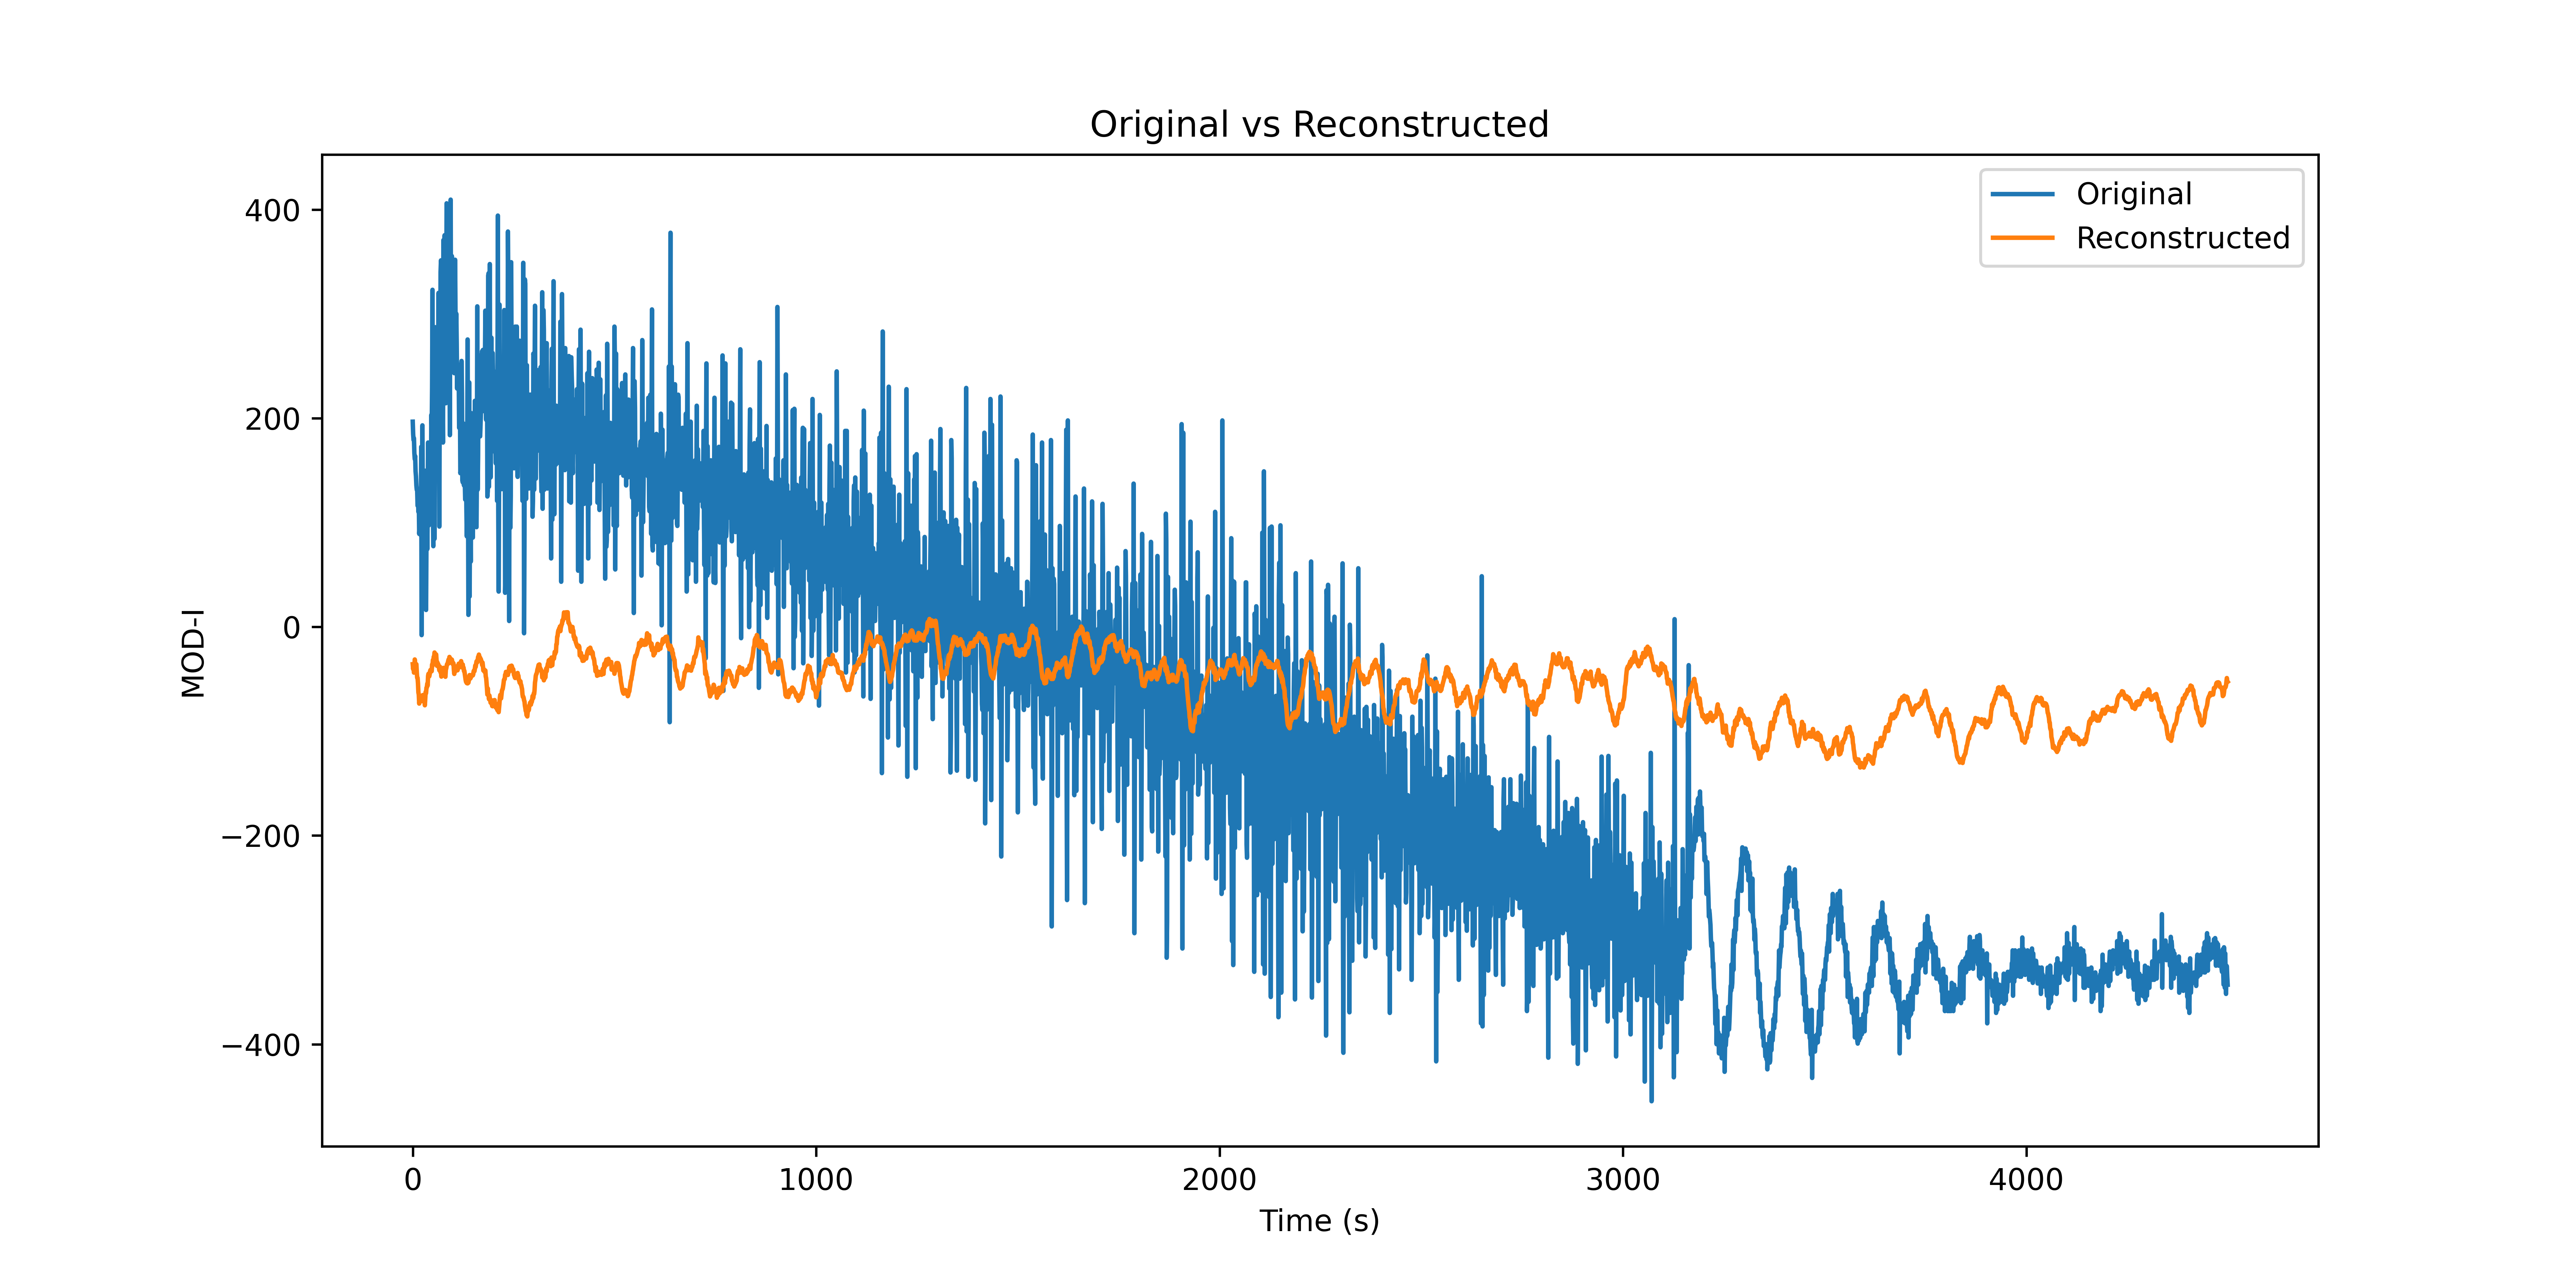 Original vs Reconstructed
Original
Reconstructed
MOD-I
400
200
0
−200
−400
0 1000 2000 3000 4000
Time (s)